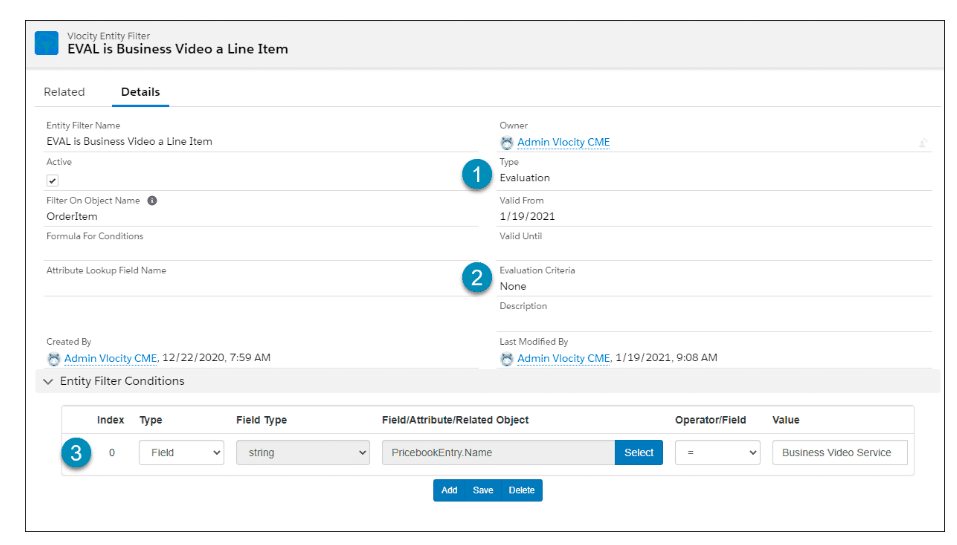 Vlocity Entity Filter
EVAL is Business Video a Line Item
Related Details
Entity Filter Name
EVAL is Business Video a Line Item
Owner
Admin Vlocity CME
Active
1
Type
Evaluation
Filter On Object Name
OrderItem
Valid From
1/19/2021
Formula For Conditions
Valid Until
Attribute Lookup Field Name
2
Evaluation Criteria
None
Description
Created By
Admin Vlocity CME, 12/22/2020, 7:59 AM
Last Modified By
Admin Vlocity CME, 1/19/2021, 9:08 AM
Entity Filter Conditions
Index Type Field Type Field/Attribute/Related Object Operator/Field Value
3 0 Field string PricebookEntry.Name Select = Business Video Service
Add Save Delete